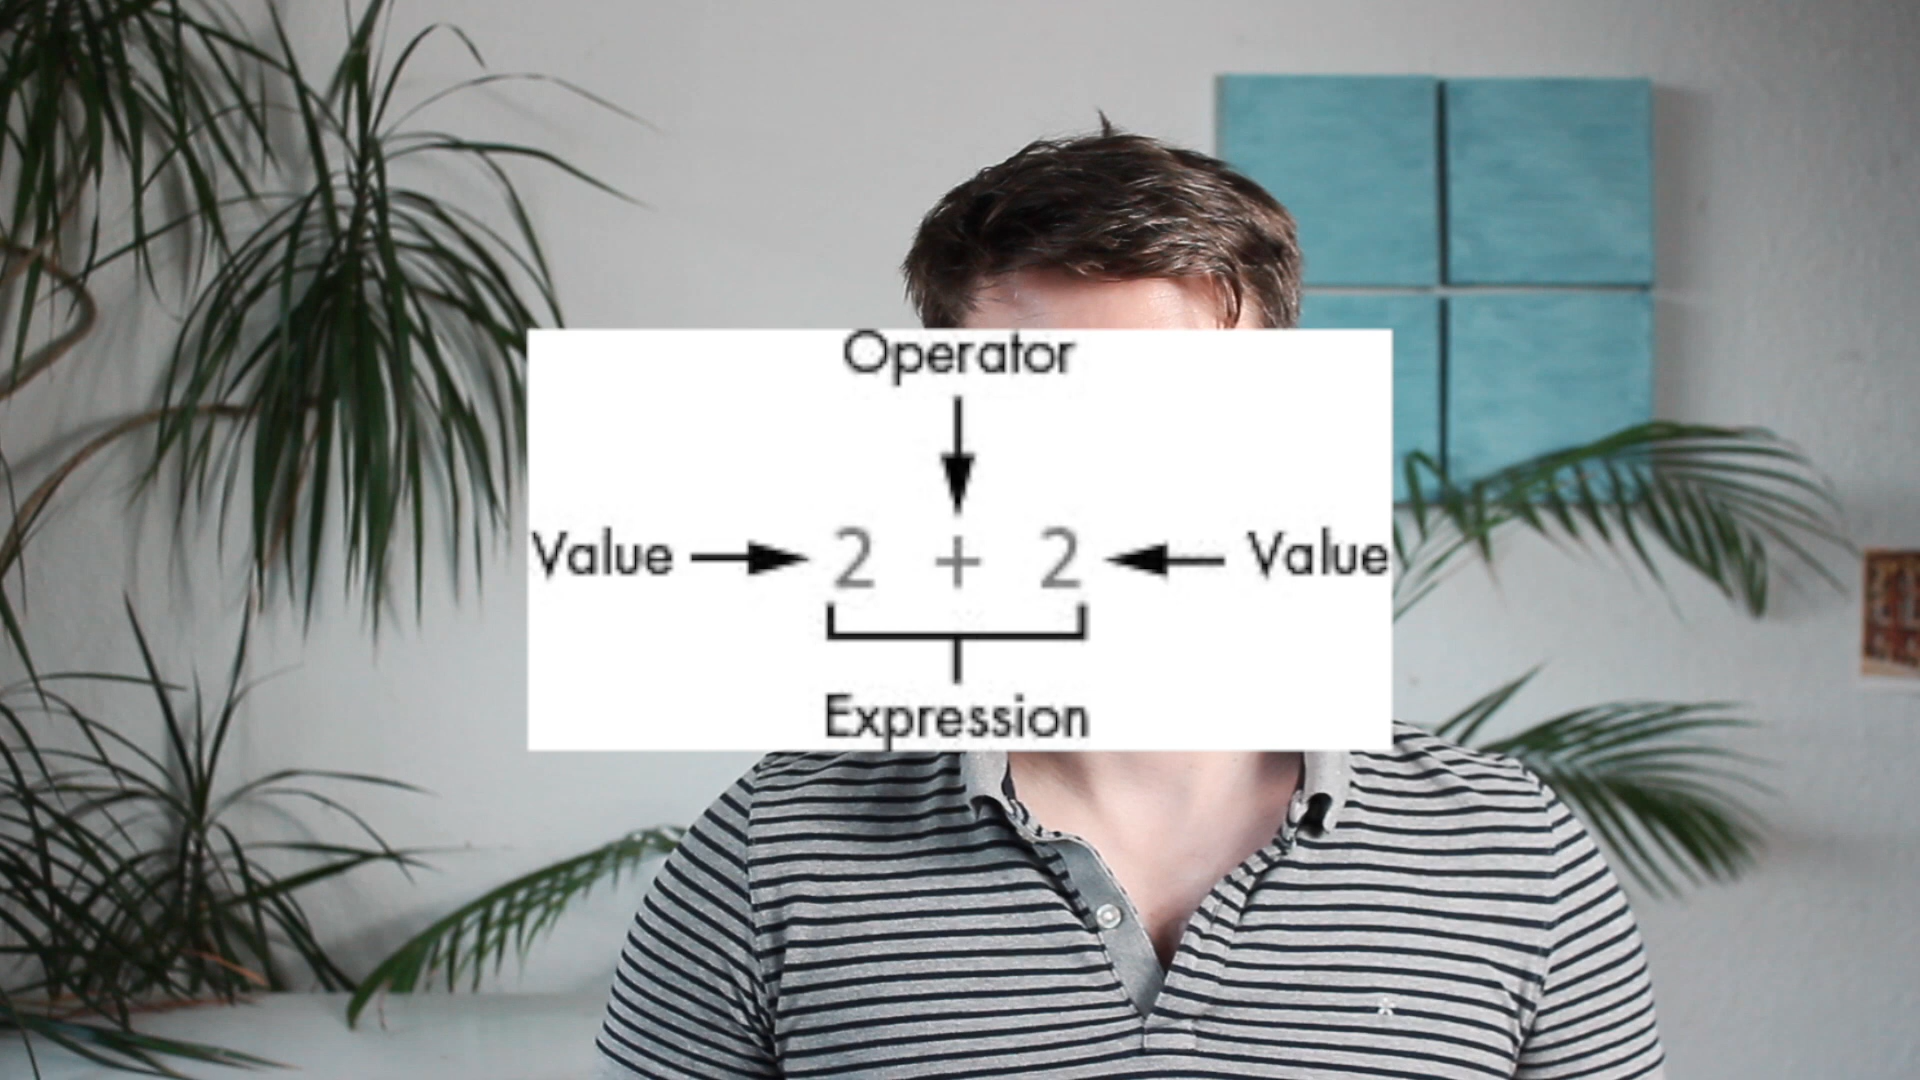 Operator
Value 2 + 2 Value
Expression